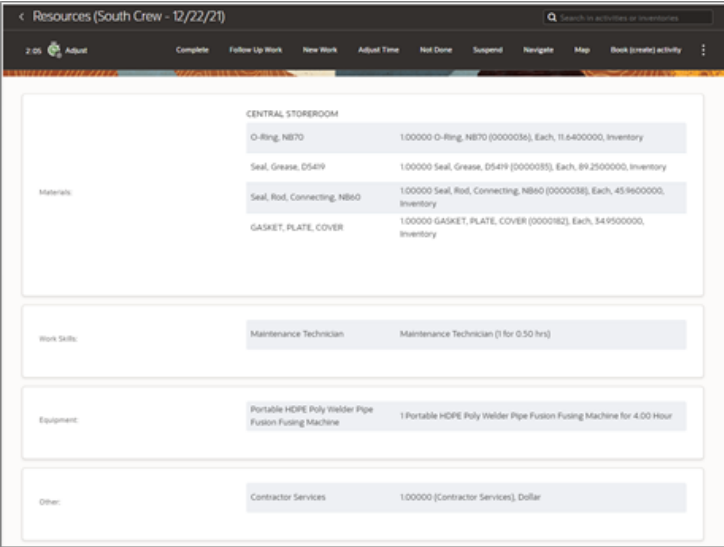 Resources (South Crew - 12/22/21)
Search in activities or inventories
2:05 Adjust Complete Follow Up Work New Work Adjust Time Not Done Suspend Navigate Map Book (create) activity
Materials:
CENTRAL STOREROOM
O-Ring, NB70 1.00000 O-Ring, NB70 (0000036), Each, 11.6400000, Inventory
Seal, Grease, D5419 1.00000 Seal, Grease, D5419 (0000035), Each, 89.2500000, Inventory
Seal, Rod, Connecting, NB60 1.00000 Seal, Rod, Connecting, NB60 (0000038), Each, 45.9600000,
Inventory
GASKET, PLATE, COVER 1.00000 GASKET, PLATE, COVER (0000182), Each, 34.9500000,
Inventory
Work Skills:
Maintenance Technician Maintenance Technician (1 for 0.50 hrs)
Equipment:
Portable HDPE Poly Welder Pipe
Fusion Fusing Machine
1 Portable HDPE Poly Welder Pipe Fusion Fusing Machine for 4.00 Hour
Other:
Contractor Services 1.00000 (Contractor Services), Dollar